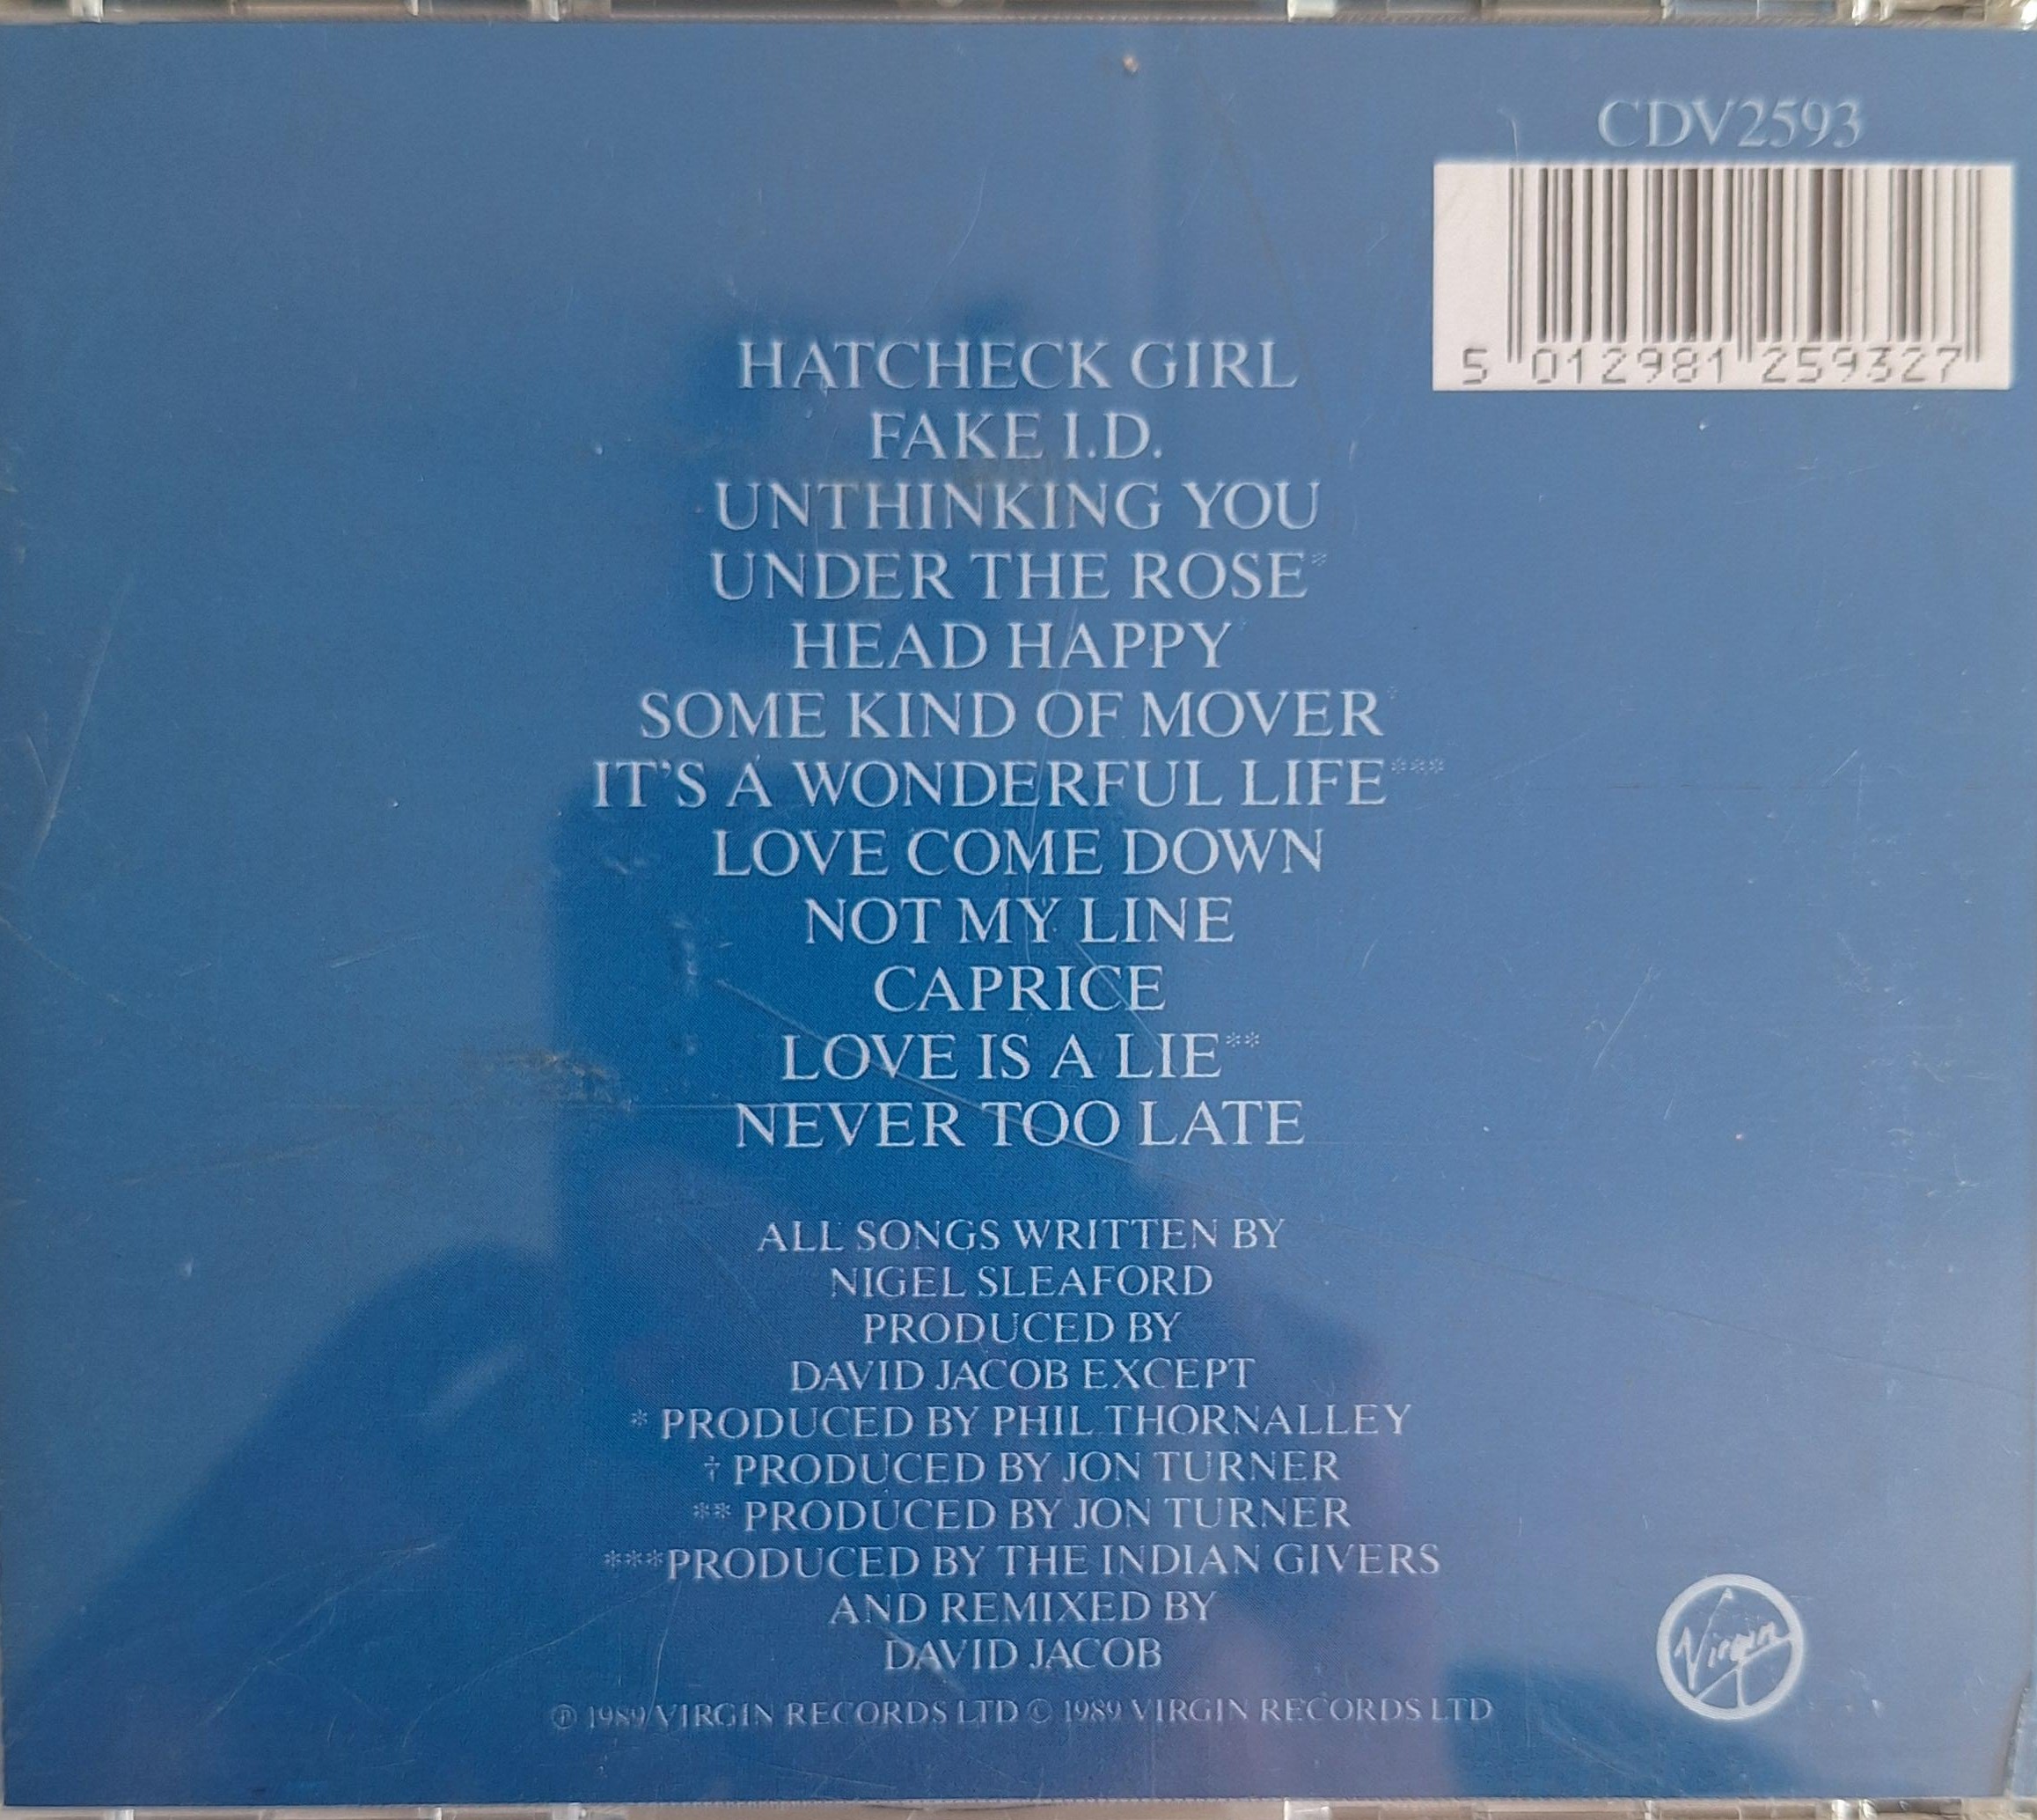 CDV2593
5 012981 259327
HATCHECK GIRL
FAKE I.D.
UNTHINKING YOU
UNDER THE ROSE*
HEAD HAPPY
SOME KIND OF MOVER
IT'S A WONDERFUL LIFE***
LOVE COME DOWN
NOT MY LINE
CAPRICE
LOVE IS A LIE**
NEVER TOO LATE
ALL SONGS WRITTEN BY
NIGEL SLEAFORD
PRODUCED BY
DAVID JACOB EXCEPT
* PRODUCED BY PHIL THORNALLEY
† PRODUCED BY JON TURNER
** PRODUCED BY JON TURNER
***PRODUCED BY THE INDIAN GIVERS
AND REMIXED BY
DAVID JACOB
Virgin
℗ 1989 VIRGIN RECORDS LTD © 1989 VIRGIN RECORDS LTD